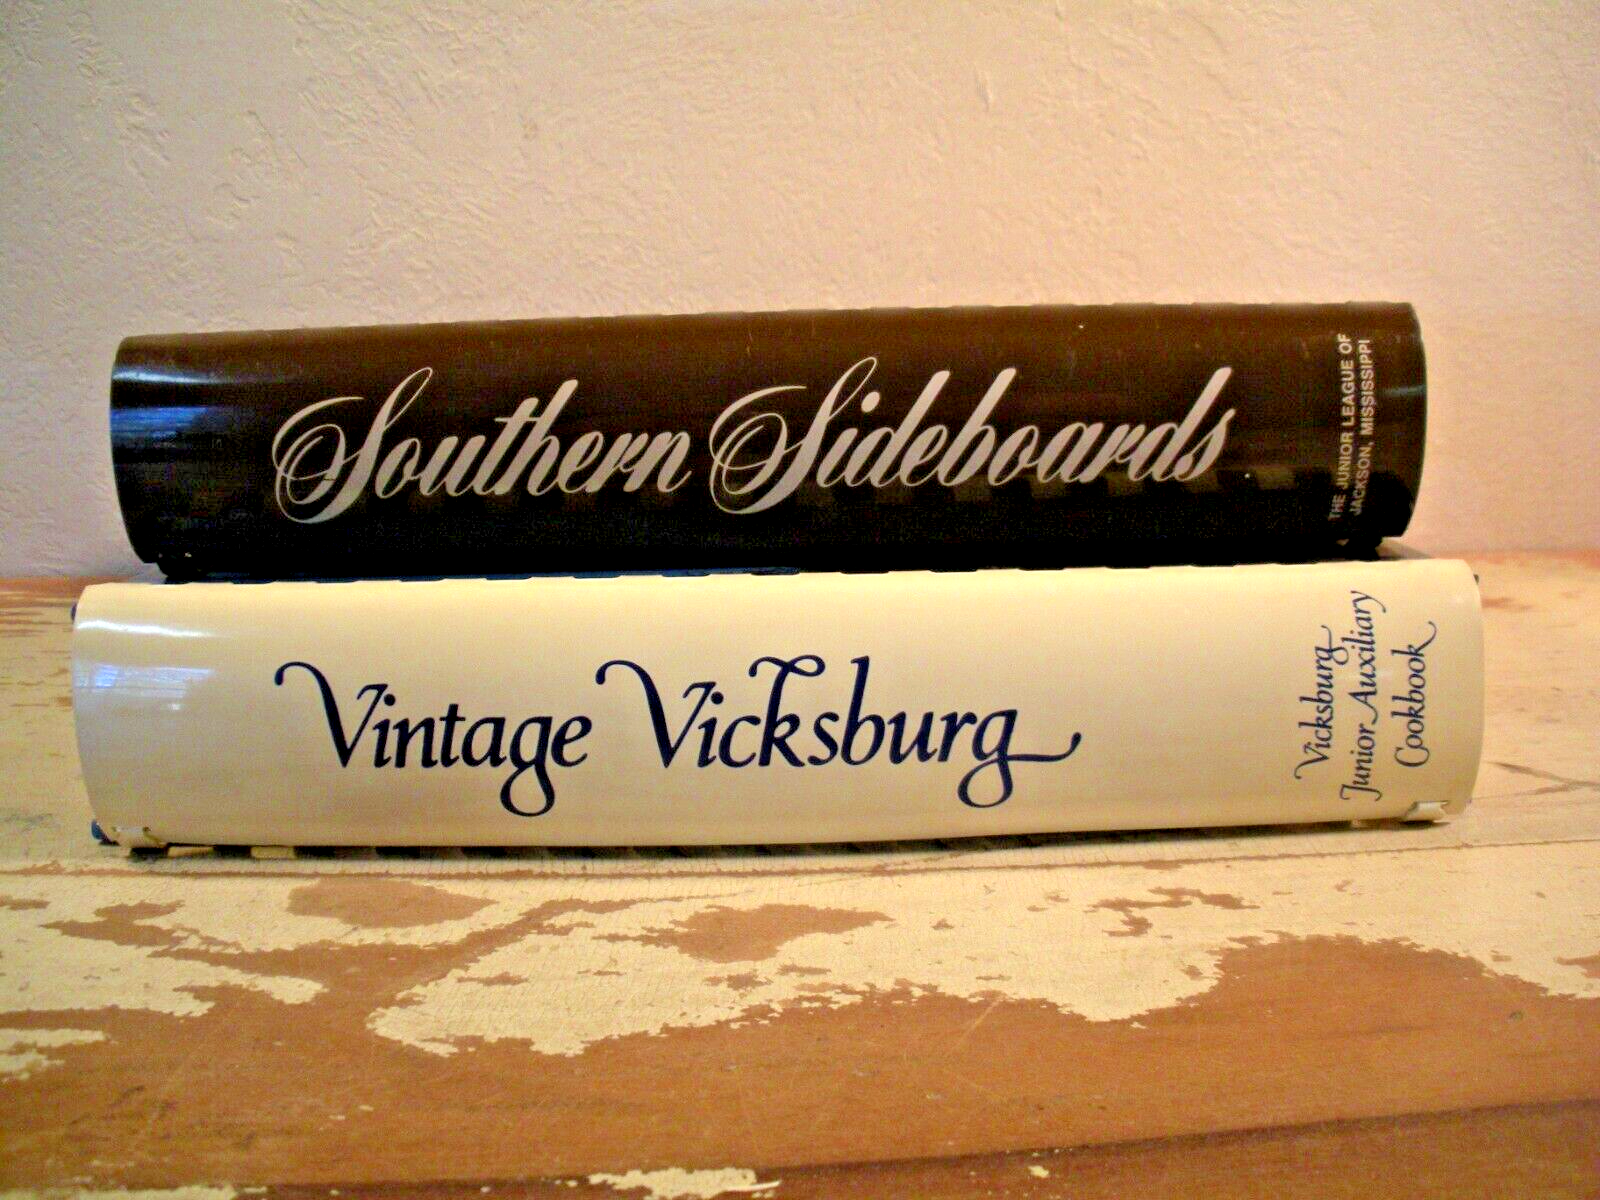 Southern Sideboards
THE JUNIOR LEAGUE OF
JACKSON, MISSISSIPPI
Vintage Vicksburg
Vicksburg
Junior Auxiliary
Cookbook